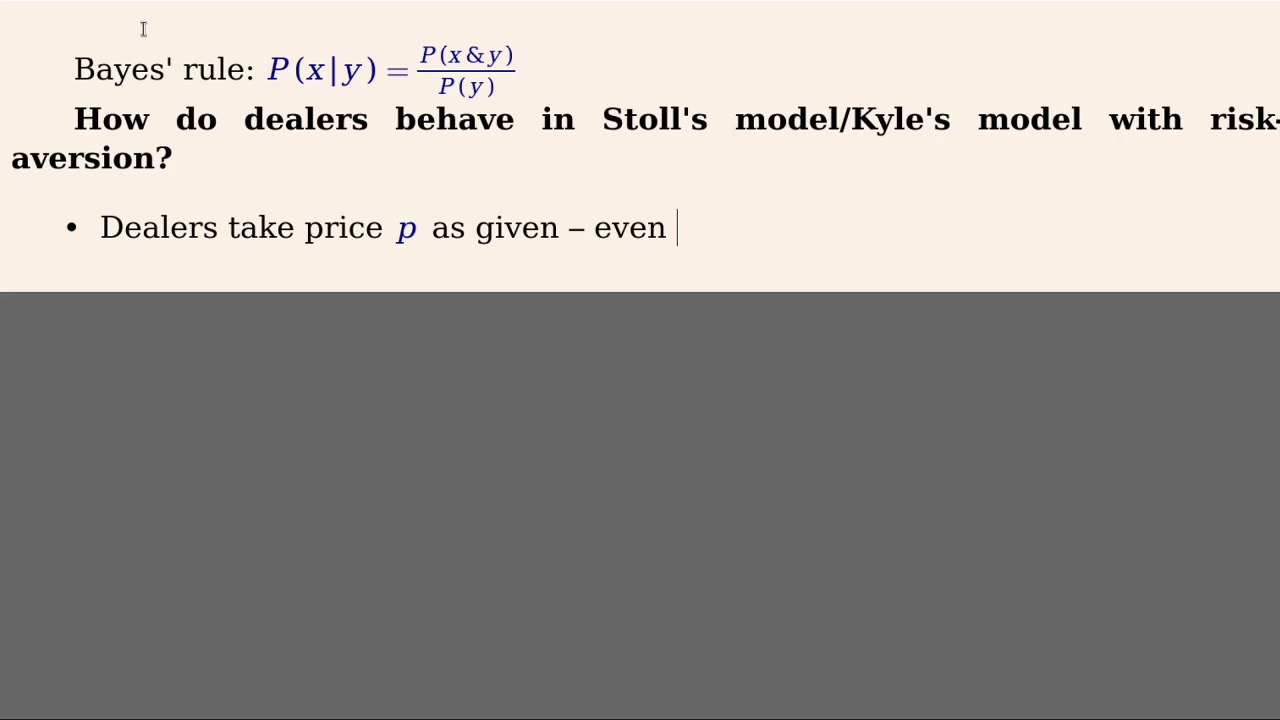 Bayes' rule: P(x|y) = P(x & y) / P(y)
How do dealers behave in Stoll's model/Kyle's model with risk-
aversion?
• Dealers take price p as given – even